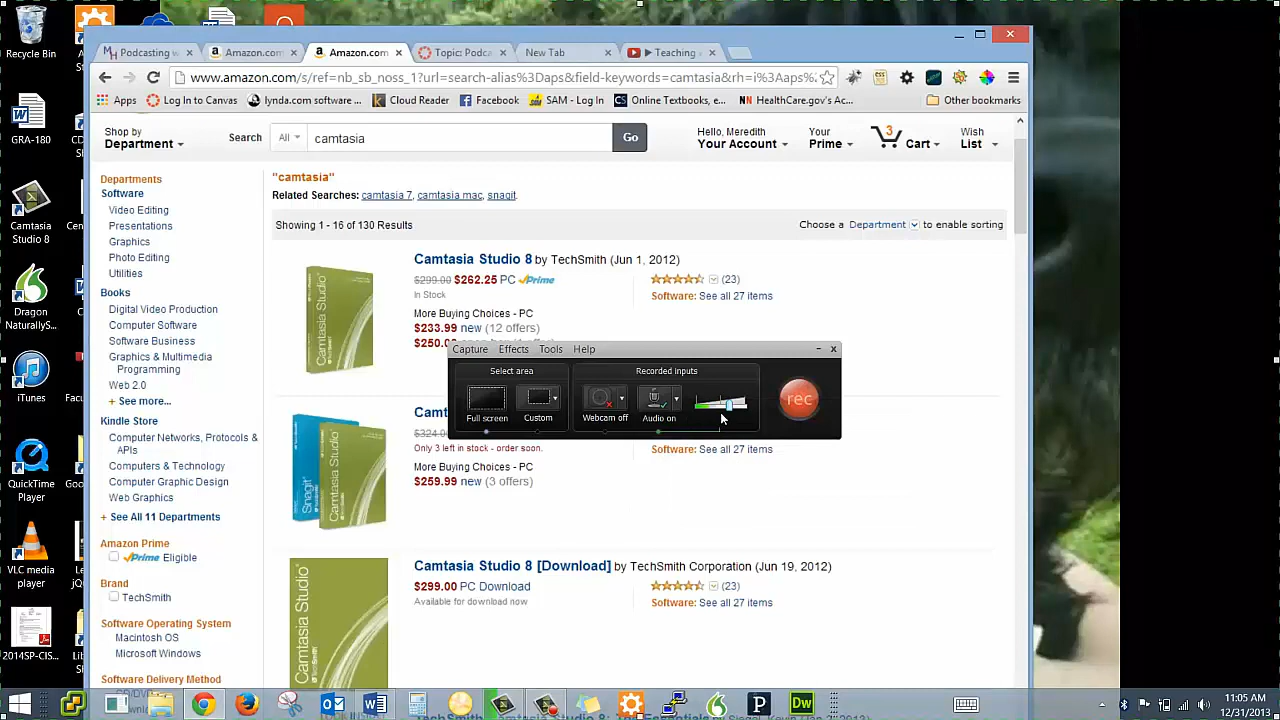 Recycle Bin
GRA-180
Camtasia
Studio 8
Dragon
NaturallyS...
iTunes
QuickTime
Player
VLC media
player
2014SP-CIS...
Podcasting w
Amazon.com
Amazon.com
Topic: Podca
New Tab
Teaching
www.amazon.com/s/ref=nb_sb_noss_1?url=search-alias%3Daps&field-keywords=camtasia&rh=i%3Aaps
Apps
Log In to Canvas
lynda.com software ...
Cloud Reader
Facebook
SAM - Log In
Online Textbooks, e...
HealthCare.gov's Ac...
Other bookmarks
Shop by
Department
Search
All
camtasia
Go
Hello, Meredith
Your Account
Your
Prime
3
Cart
Wish
List
Departments
Software
Video Editing
Presentations
Graphics
Photo Editing
Utilities
Books
Digital Video Production
Computer Software
Software Business
Graphics & Multimedia
Programming
Web 2.0
See more...
Kindle Store
Computer Networks, Protocols &
APIs
Computers & Technology
Computer Graphic Design
Web Graphics
See All 11 Departments
Amazon Prime
Prime Eligible
Brand
TechSmith
Software Operating System
Macintosh OS
Microsoft Windows
Software Delivery Method
"camtasia"
Related Searches: camtasia 7, camtasia mac, snagit.
Showing 1 - 16 of 130 Results
Choose a Department to enable sorting
Camtasia Studio
Camtasia Studio 8 by TechSmith (Jun 1, 2012)
$299.00 $262.25 PC Prime
In Stock
More Buying Choices - PC
$233.99 new (12 offers)
$250.0
(23)
Software: See all 27 items
Capture Effects Tools Help
Select area
Recorded inputs
Full screen
Custom
Webcam off
Audio on
rec
Snagit
Camtasia Studio
Camt
$324.
Only 3 left in stock - order soon.
More Buying Choices - PC
$259.99 new (3 offers)
Software: See all 27 items
Camtasia Studio
Camtasia Studio 8 [Download] by TechSmith Corporation (Jun 19, 2012)
$299.00 PC Download
Available for download now
(23)
Software: See all 27 items
Dw
11:05 AM
12/31/2013